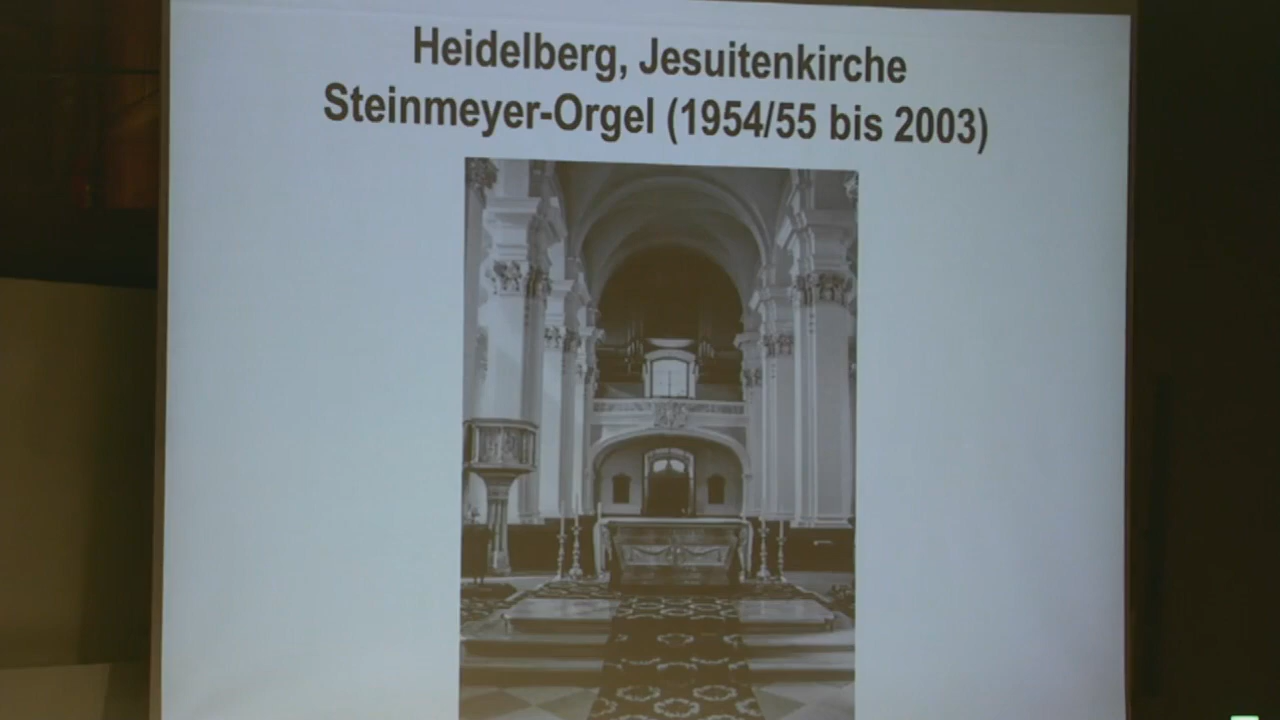 Heidelberg, Jesuitenkirche
Steinmeyer-Orgel (1954/55 bis 2003)